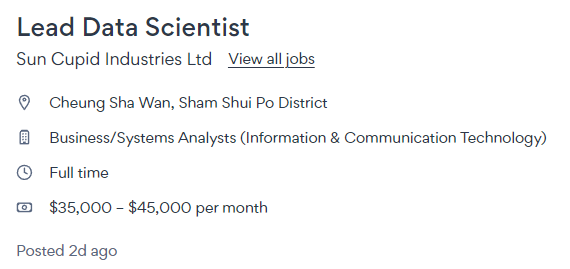 Lead Data Scientist
Sun Cupid Industries Ltd View all jobs
Cheung Sha Wan, Sham Shui Po District
Business/Systems Analysts (Information & Communication Technology)
Full time
$35,000 – $45,000 per month
Posted 2d ago